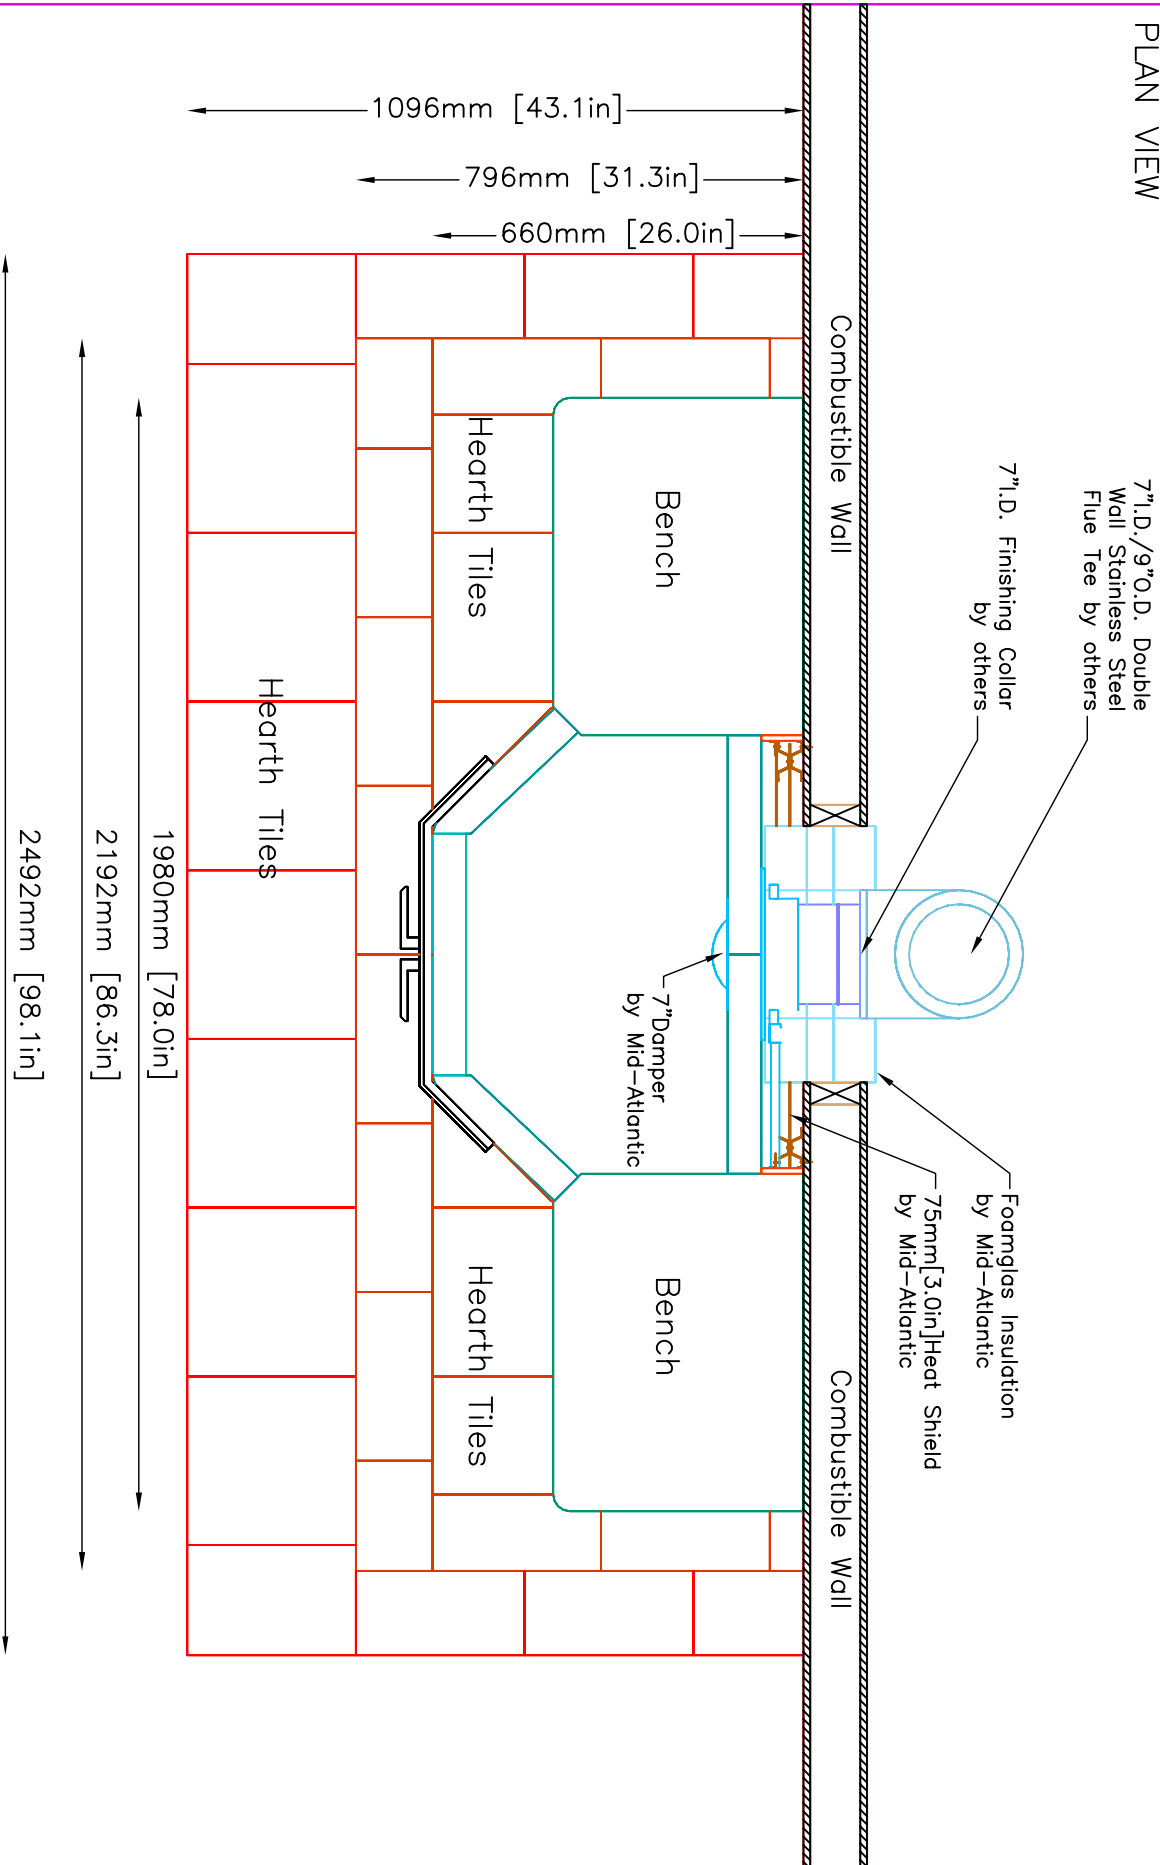 PLAN VIEW
7"I.D./9"O.D. Double
Wall Stainless Steel
Flue Tee by others
7"I.D. Finishing Collar
by others
Foamglas Insulation
by Mid-Atlantic
75mm[3.0in]Heat Shield
by Mid-Atlantic
Combustible Wall
Combustible Wall
7"Damper
by Mid-Atlantic
Bench
Bench
Hearth Tiles
Hearth Tiles
Hearth Tiles
660mm [26.0in]
796mm [31.3in]
1096mm [43.1in]
1980mm [78.0in]
2192mm [86.3in]
2492mm [98.1in]